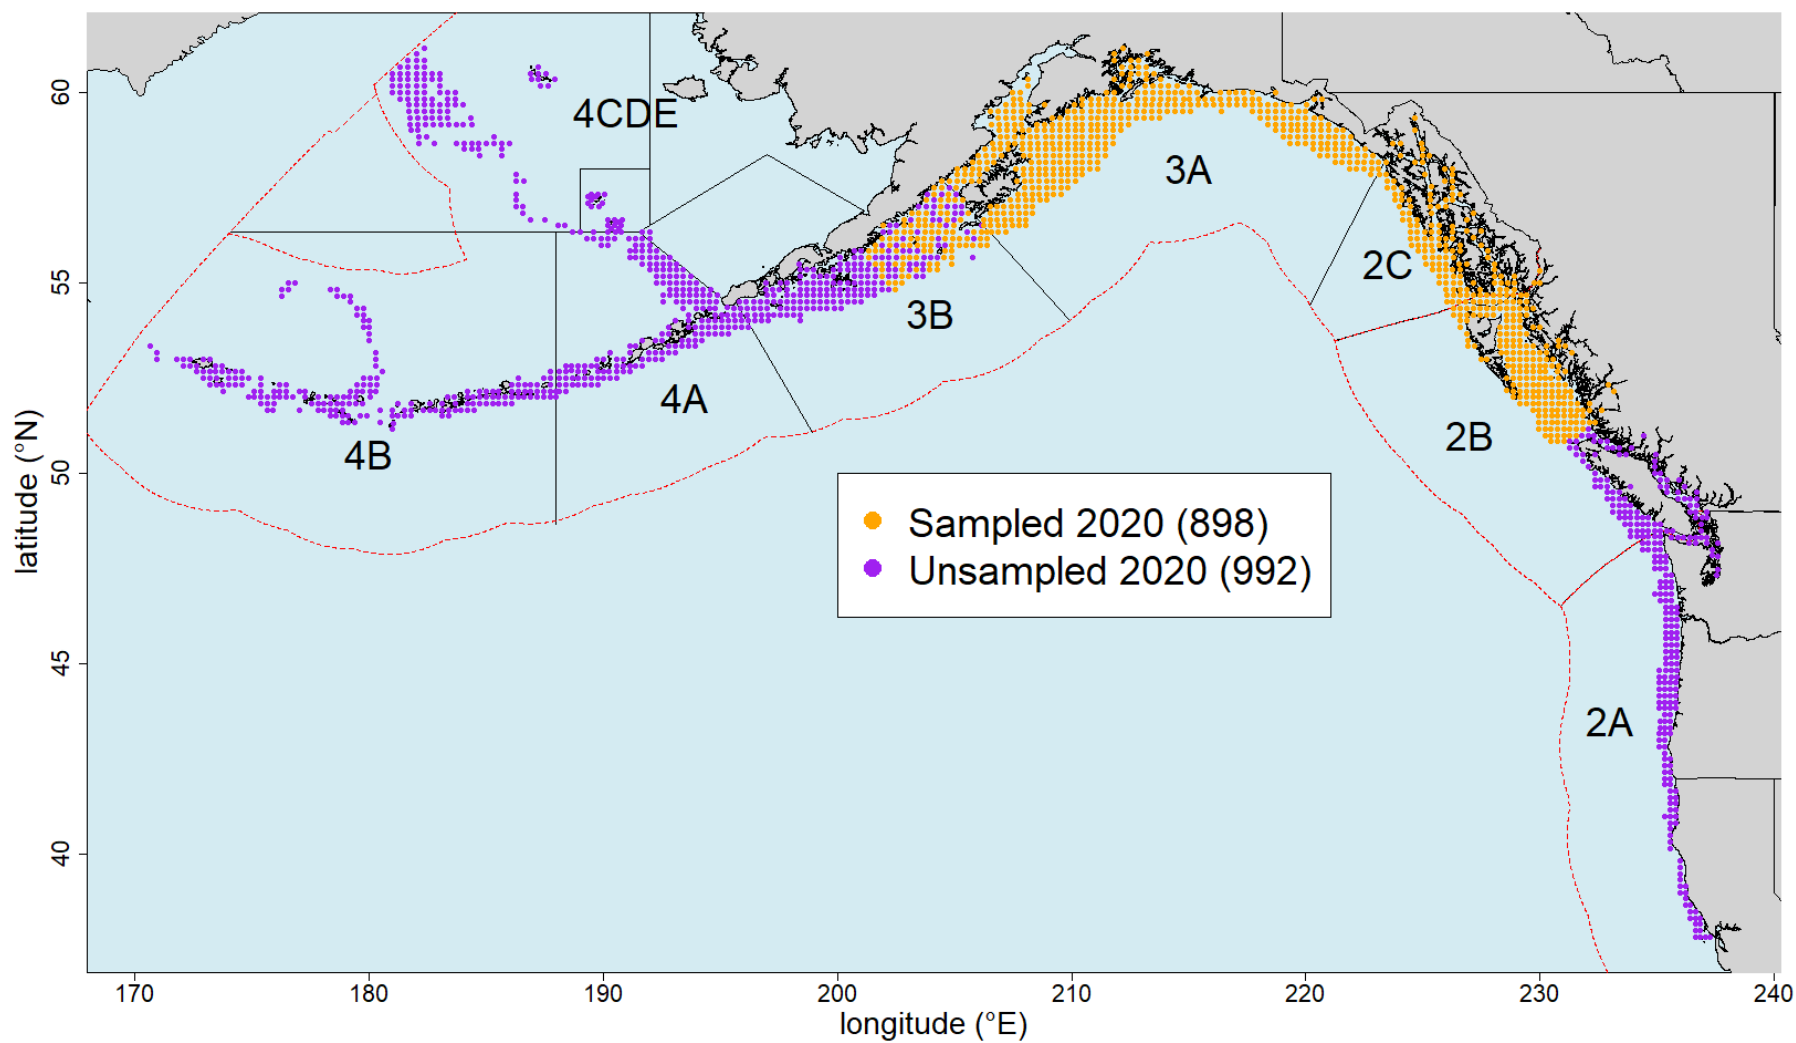 60
55
50
45
40
latitude (°N)
4CDE
3A
2C
3B
4A
2B
4B
Sampled 2020 (898)
Unsampled 2020 (992)
2A
170
180
190
200
210
220
230
240
longitude (°E)